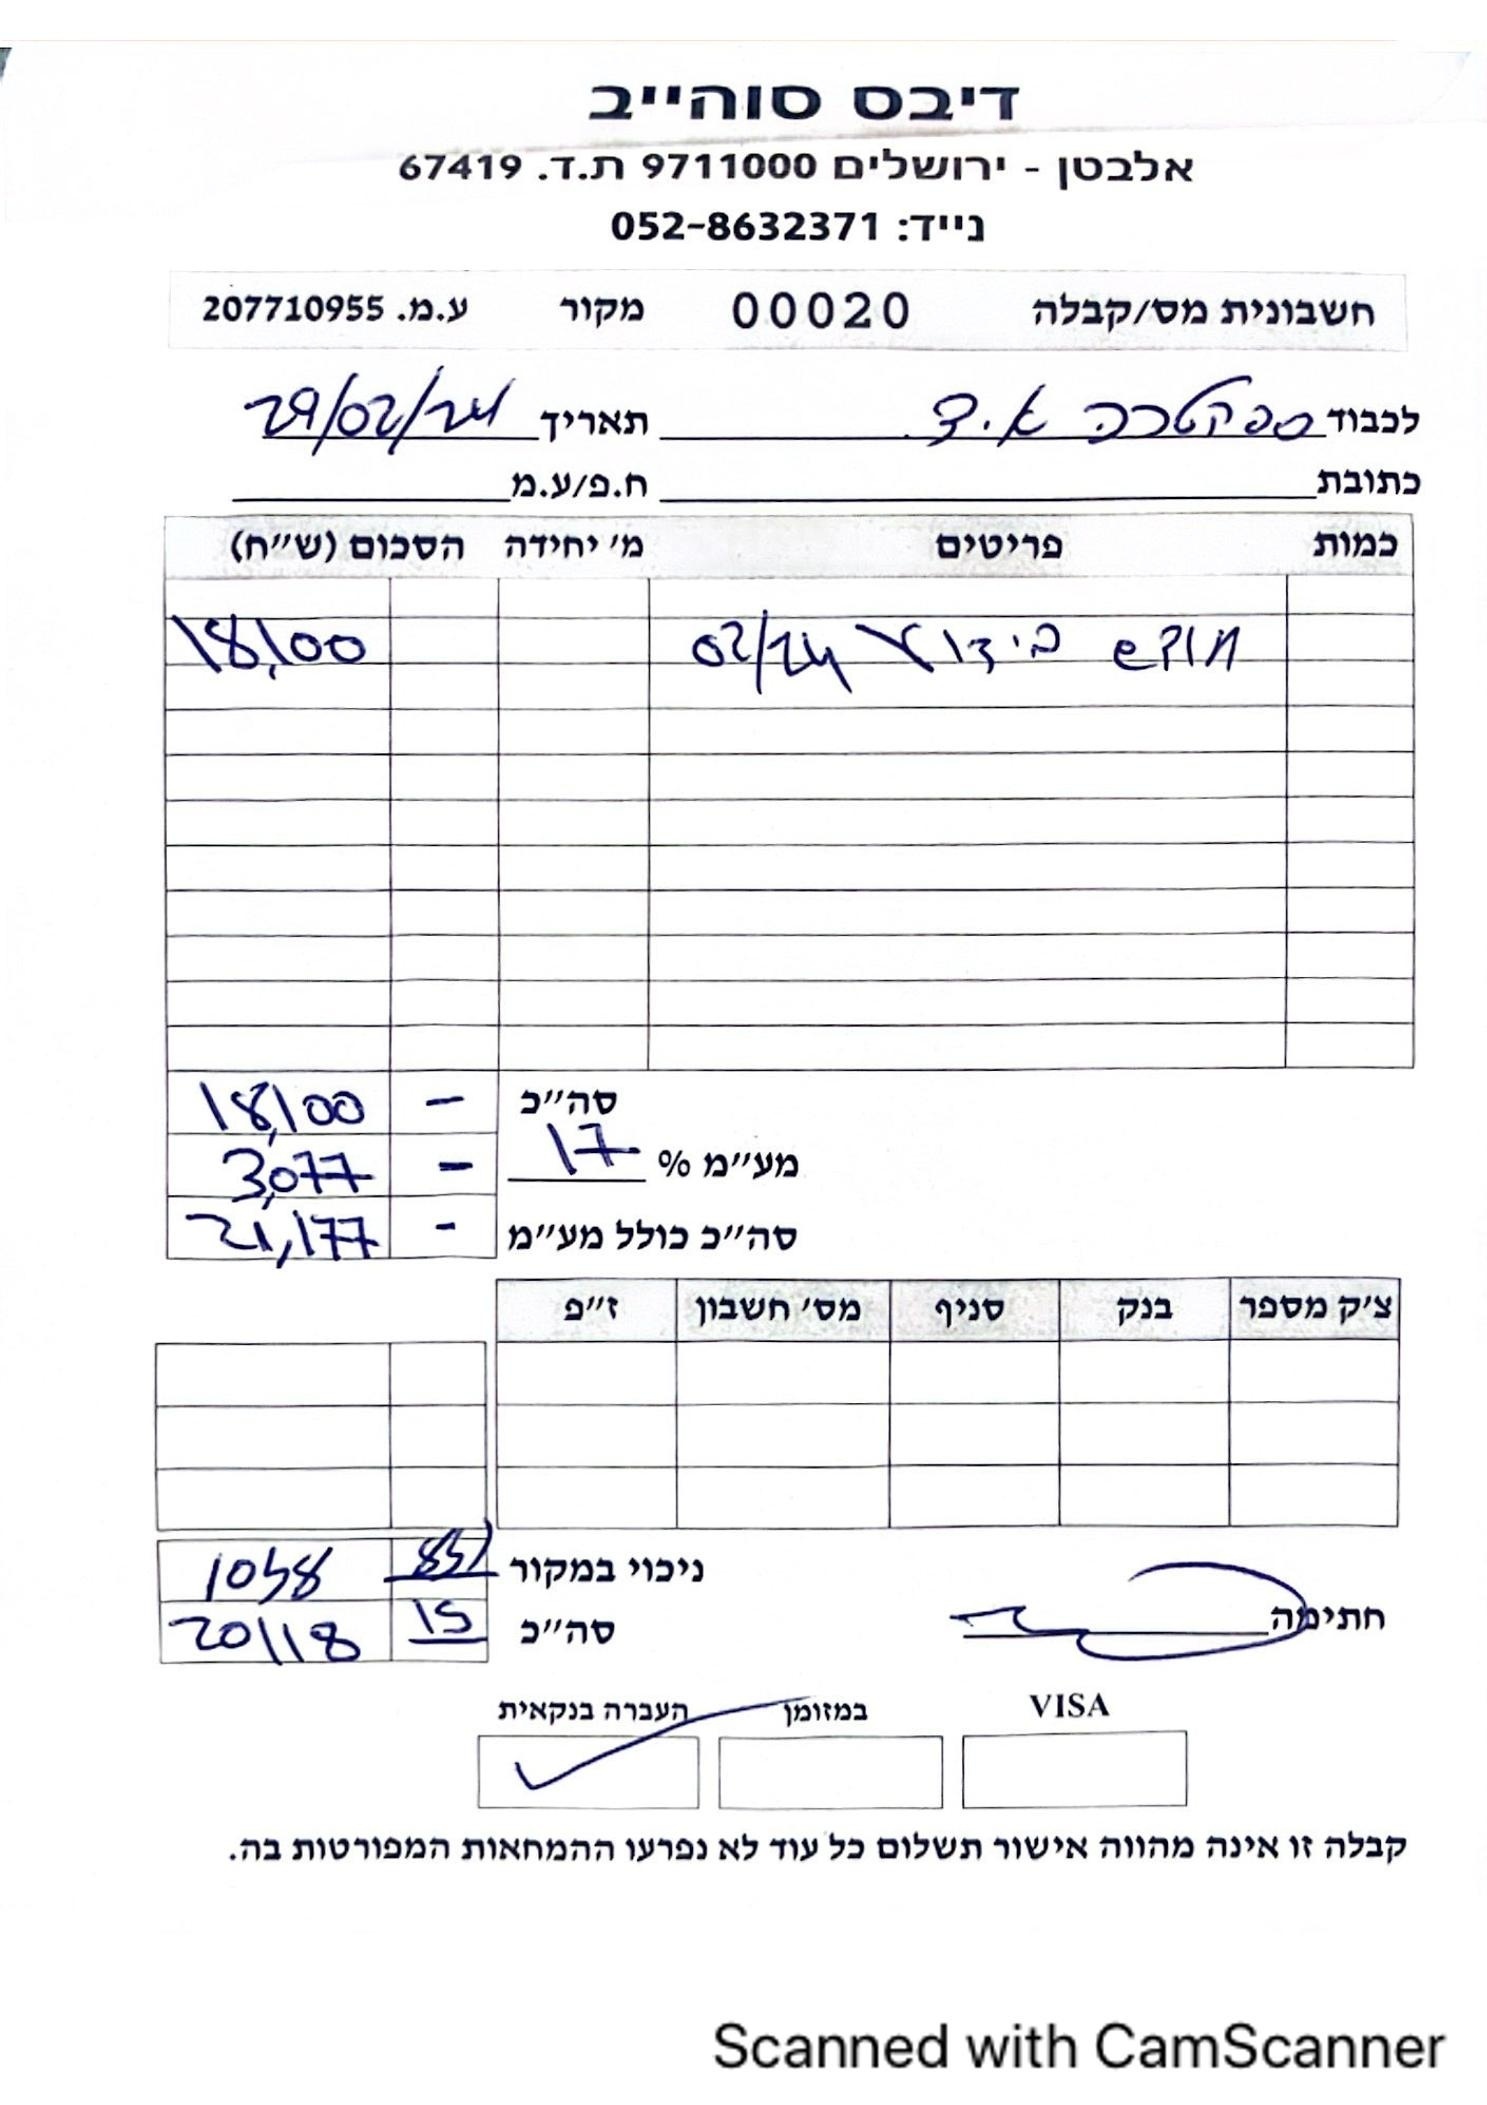 דיבס סוהייב
אלבטן - ירושלים 9711000 ת.ד. 67419
נייד: 052-8632371
חשבונית מס/קבלה 00020 מקור ע.מ. 207710955
לכבוד ספקטרה א.ד תאריך 29/02/24
כתובת ח.פ/ע.מ
כמות פריטים מ' יחידה הסכום (ש״ח)
חודש 02/24 18,100
סה״כ - 18,100
מע״מ % 17 - 3,077
סה״כ כולל מע״מ - 21,177
צ׳ק מספר בנק סניף מס׳ חשבון ז״פ
ניכוי במקור 1058
חתימה סה״כ 15 20118
VISA במזומן העברה בנקאית
קבלה זו אינה מהווה אישור תשלום כל עוד לא נפרעו ההמחאות המפורטות בה.
Scanned with CamScanner